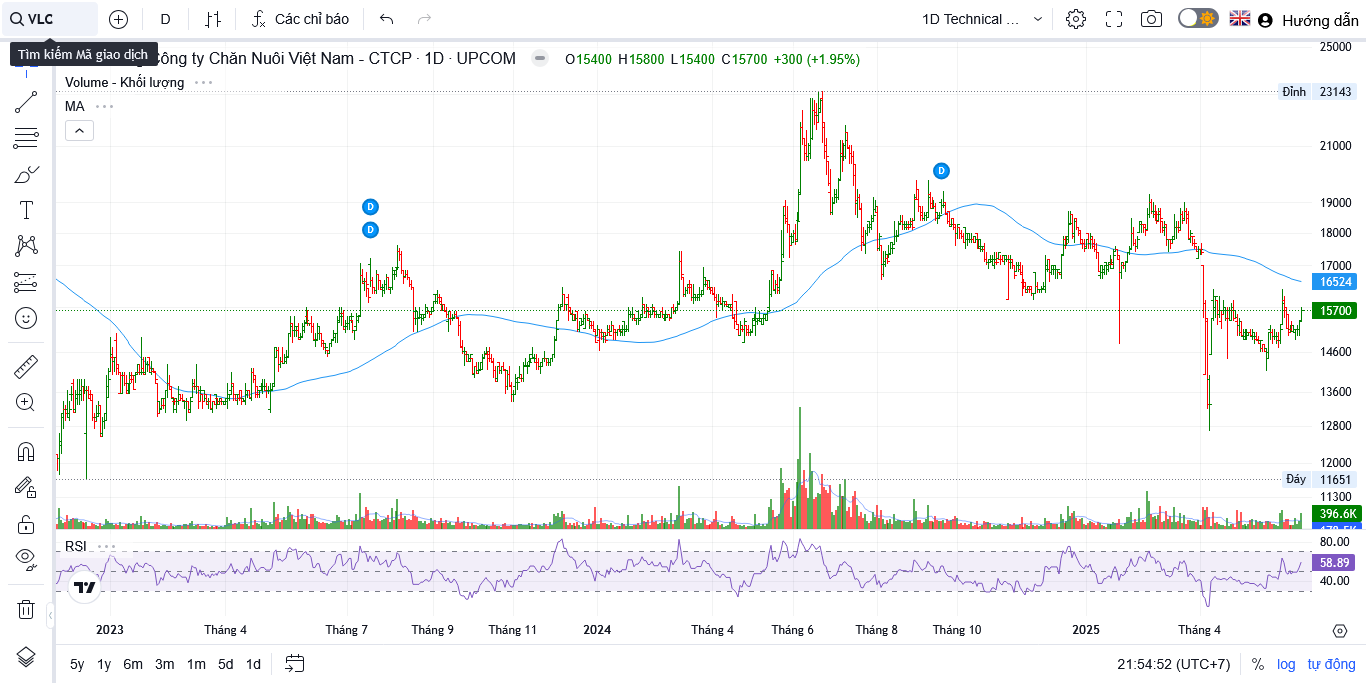 VLC
D
Các chỉ báo
1D Technical ...
Hướng dẫn
Tìm kiếm Mã giao dịch
Công ty Chăn Nuôi Việt Nam - CTCP · 1D · UPCOM
O15400 H15800 L15400 C15700 +300 (+1.95%)
Volume - Khối lượng
MA
25000
Đỉnh 23143
21000
19000
18000
17000
16524
15700
14600
13600
12800
12000
Đáy 11651
11300
396.6K
D
D
D
RSI
80.00
58.89
40.00
2023
Tháng 4
Tháng 7
Tháng 9
Tháng 11
2024
Tháng 4
Tháng 6
Tháng 8
Tháng 10
2025
Tháng 4
5y 1y 6m 3m 1m 5d 1d
21:54:52 (UTC+7)
% log tự động